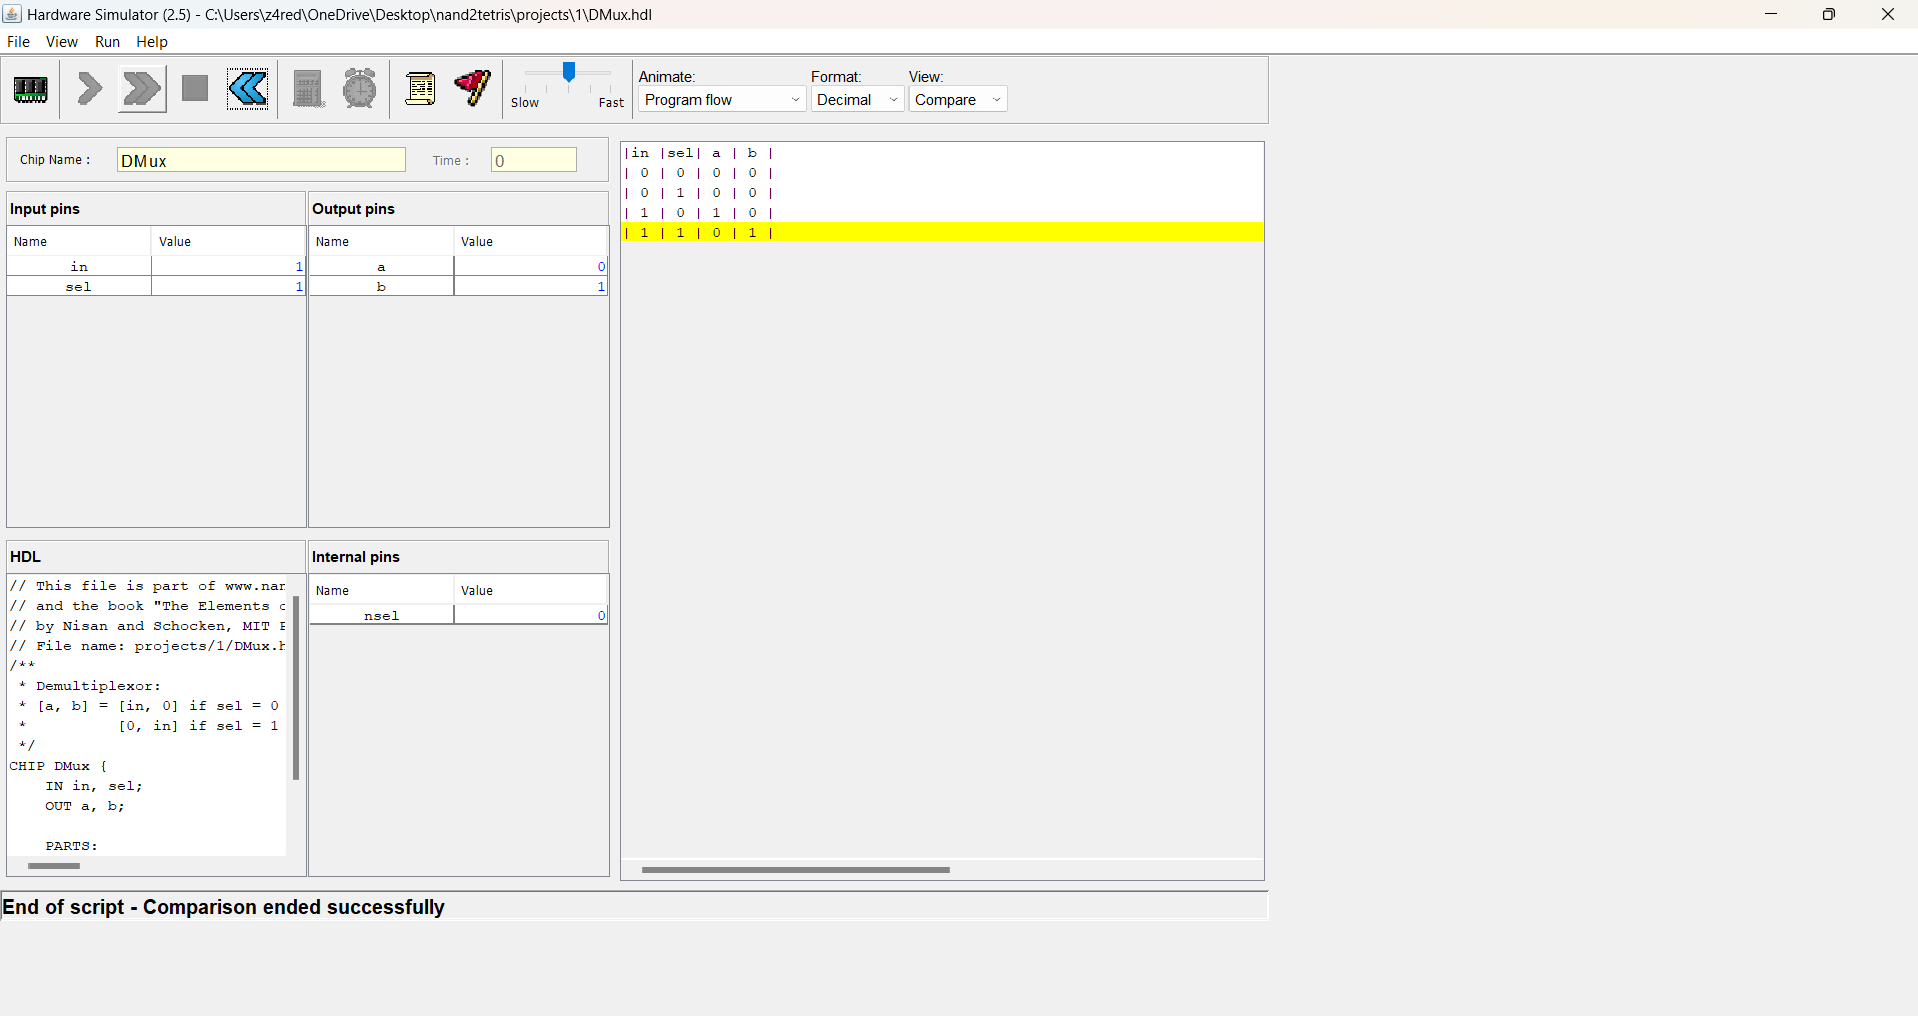 Hardware Simulator (2.5) - C:\Users\z4red\OneDrive\Desktop\nand2tetris\projects\1\DMux.hdl
File View Run Help
Slow Fast
Animate: Format: View:
Program flow Decimal Compare
Chip Name : DMux Time : 0
Input pins
Name Value
in 1
sel 1
Output pins
Name Value
a 0
b 1
|in |sel| a | b |
| 0 | 0 | 0 | 0 |
| 0 | 1 | 0 | 0 |
| 1 | 0 | 1 | 0 |
| 1 | 1 | 0 | 1 |
HDL
// This file is part of www.nan
// and the book "The Elements
// by Nisan and Schocken, MIT
// File name: projects/1/DMux.h
/**
* Demultiplexor:
* [a, b] = [in, 0] if sel = 0
* [0, in] if sel = 1
*/
CHIP DMux {
IN in, sel;
OUT a, b;
PARTS:
Internal pins
Name Value
nsel 0
End of script - Comparison ended successfully